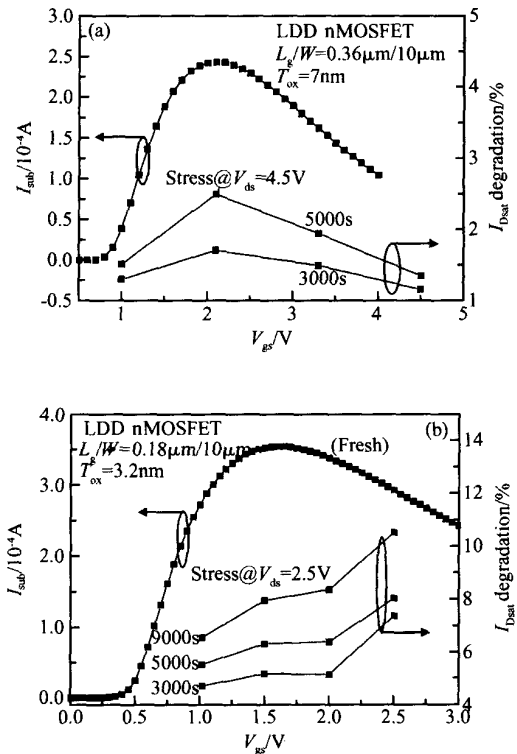 (a)
LDD nMOSFET
Lg/W=0.36μm/10μm
Tox=7nm
Stress@Vds=4.5V
5000s
3000s
3.0
2.5
2.0
1.5
1.0
0.5
0.0
-0.5
Isub/10⁻⁴A
5
4
3
2
1
IDsat degradation/%
1 2 3 4 5
Vgs/V
LDD nMOSFET
(b)
Lg/W=0.18μm/10μm
(Fresh)
Tox=3.2nm
Stress@Vds=2.5V
9000s
5000s
3000s
4.0
3.0
2.0
1.0
0.0
Isub/10⁻⁴A
14
12
10
8
6
4
IDsat degradation/%
0.0 0.5 1.0 1.5 2.0 2.5 3.0
Vgs/V